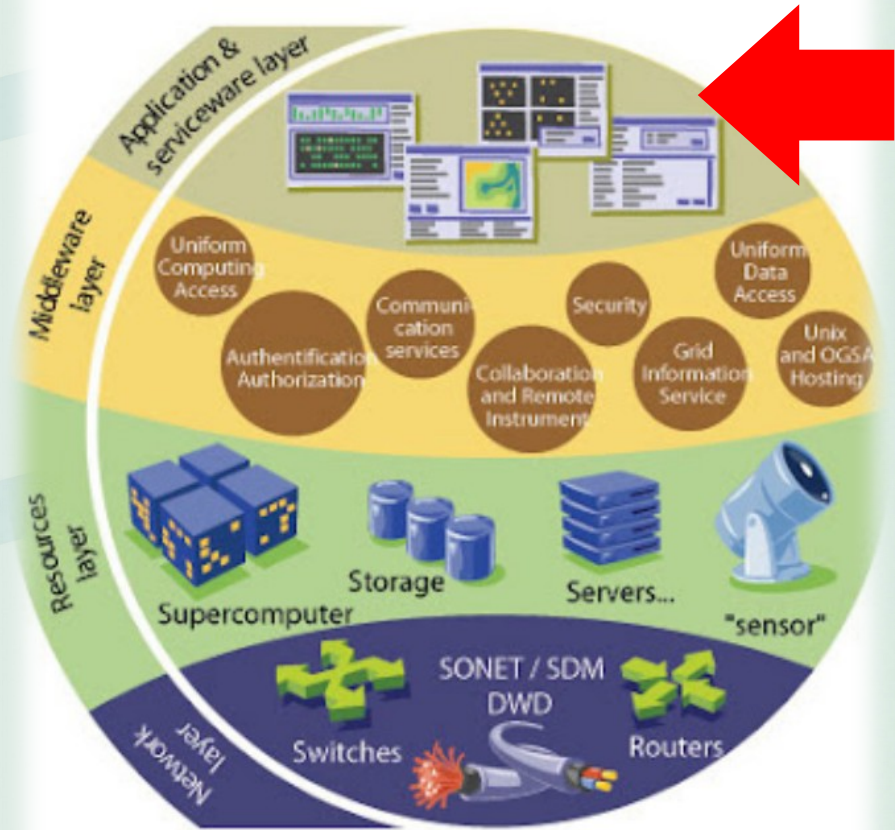 Application &
serviceware layer
Middleware
layer
Uniform
Computing
Access
Authentification
Authorization
Communi-
cation
services
Collaboration
and Remote
Instrument
Security
Grid
Information
Service
Uniform
Data
Access
Unix
and OGSA
Hosting
Resources
layer
Supercomputer
Storage
Servers...
"sensor"
Network
layer
Switches
SONET / SDM
DWD
Routers